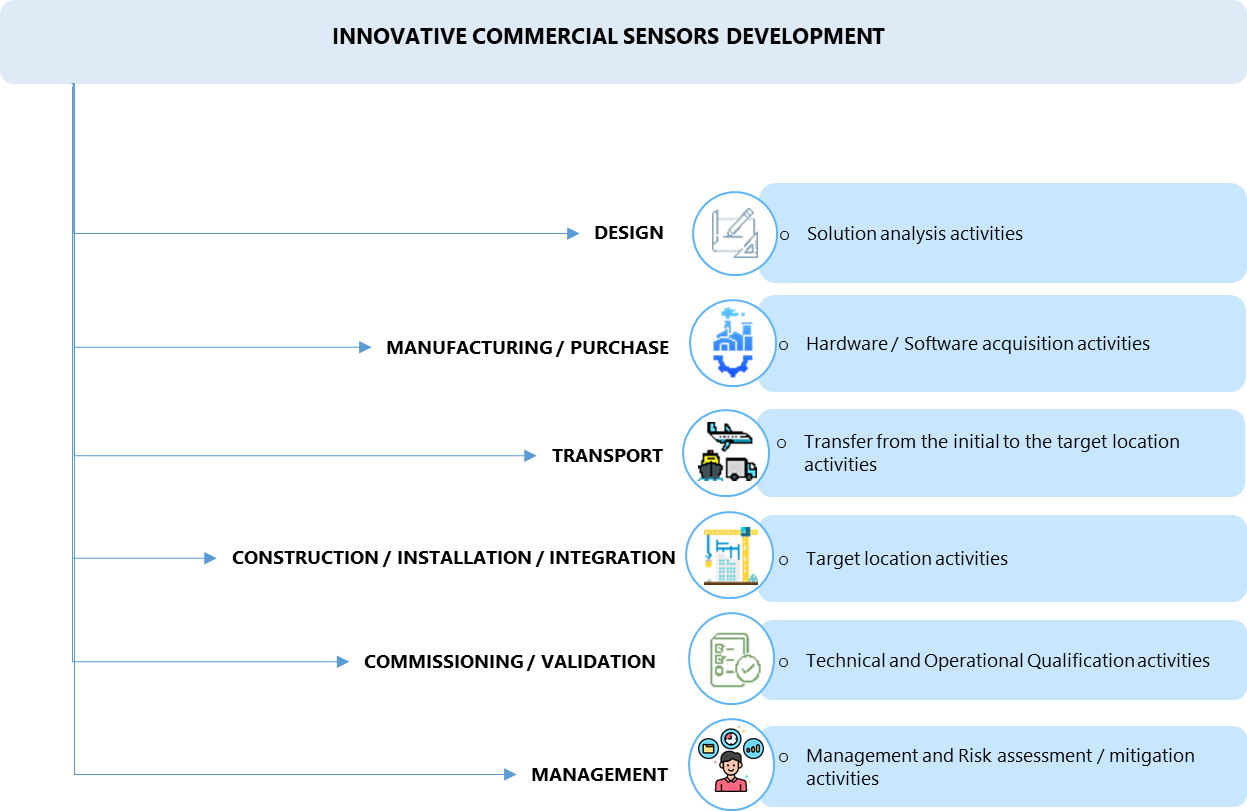 INNOVATIVE COMMERCIAL SENSORS DEVELOPMENT
DESIGN
o Solution analysis activities
MANUFACTURING / PURCHASE
o Hardware / Software acquisition activities
TRANSPORT
o Transfer from the initial to the target location
activities
CONSTRUCTION / INSTALLATION / INTEGRATION
o Target location activities
COMMISSIONING / VALIDATION
o Technical and Operational Qualification activities
MANAGEMENT
o Management and Risk assessment / mitigation
activities